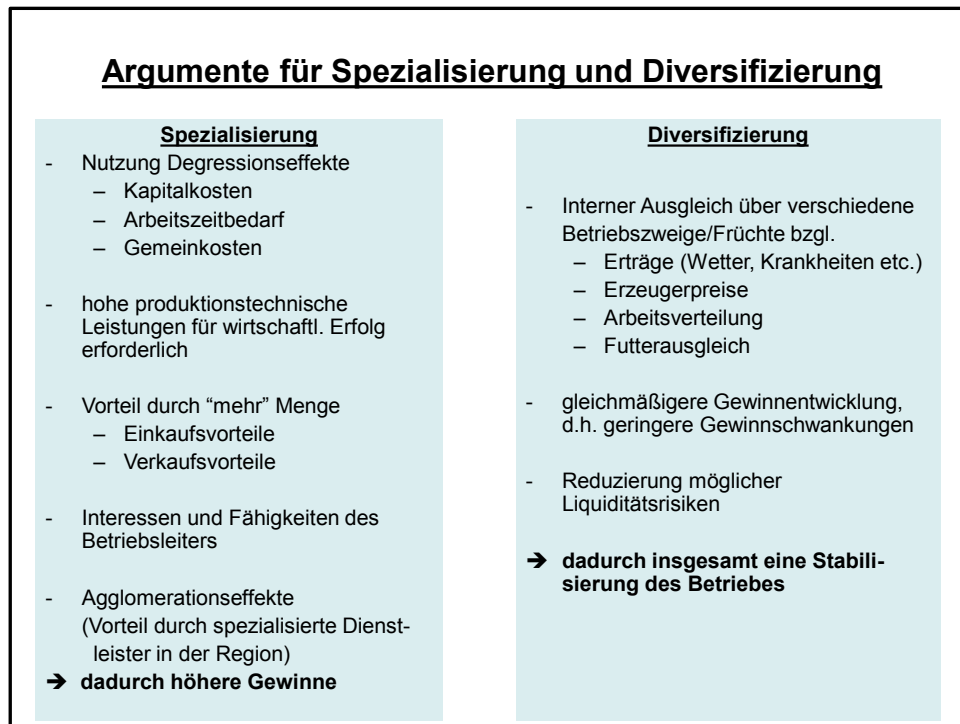 Argumente für Spezialisierung und Diversifizierung
Spezialisierung
- Nutzung Degressionseffekte
– Kapitalkosten
– Arbeitszeitbedarf
– Gemeinkosten
- hohe produktionstechnische
Leistungen für wirtschaftl. Erfolg
erforderlich
- Vorteil durch “mehr” Menge
– Einkaufsvorteile
– Verkaufsvorteile
- Interessen und Fähigkeiten des
Betriebsleiters
- Agglomerationseffekte
(Vorteil durch spezialisierte Dienst-
leister in der Region)
➔ dadurch höhere Gewinne
Diversifizierung
- Interner Ausgleich über verschiedene
Betriebszweige/Früchte bzgl.
– Erträge (Wetter, Krankheiten etc.)
– Erzeugerpreise
– Arbeitsverteilung
– Futterausgleich
- gleichmäßigere Gewinnentwicklung,
d.h. geringere Gewinnschwankungen
- Reduzierung möglicher
Liquiditätsrisiken
➔ dadurch insgesamt eine Stabili-
sierung des Betriebes